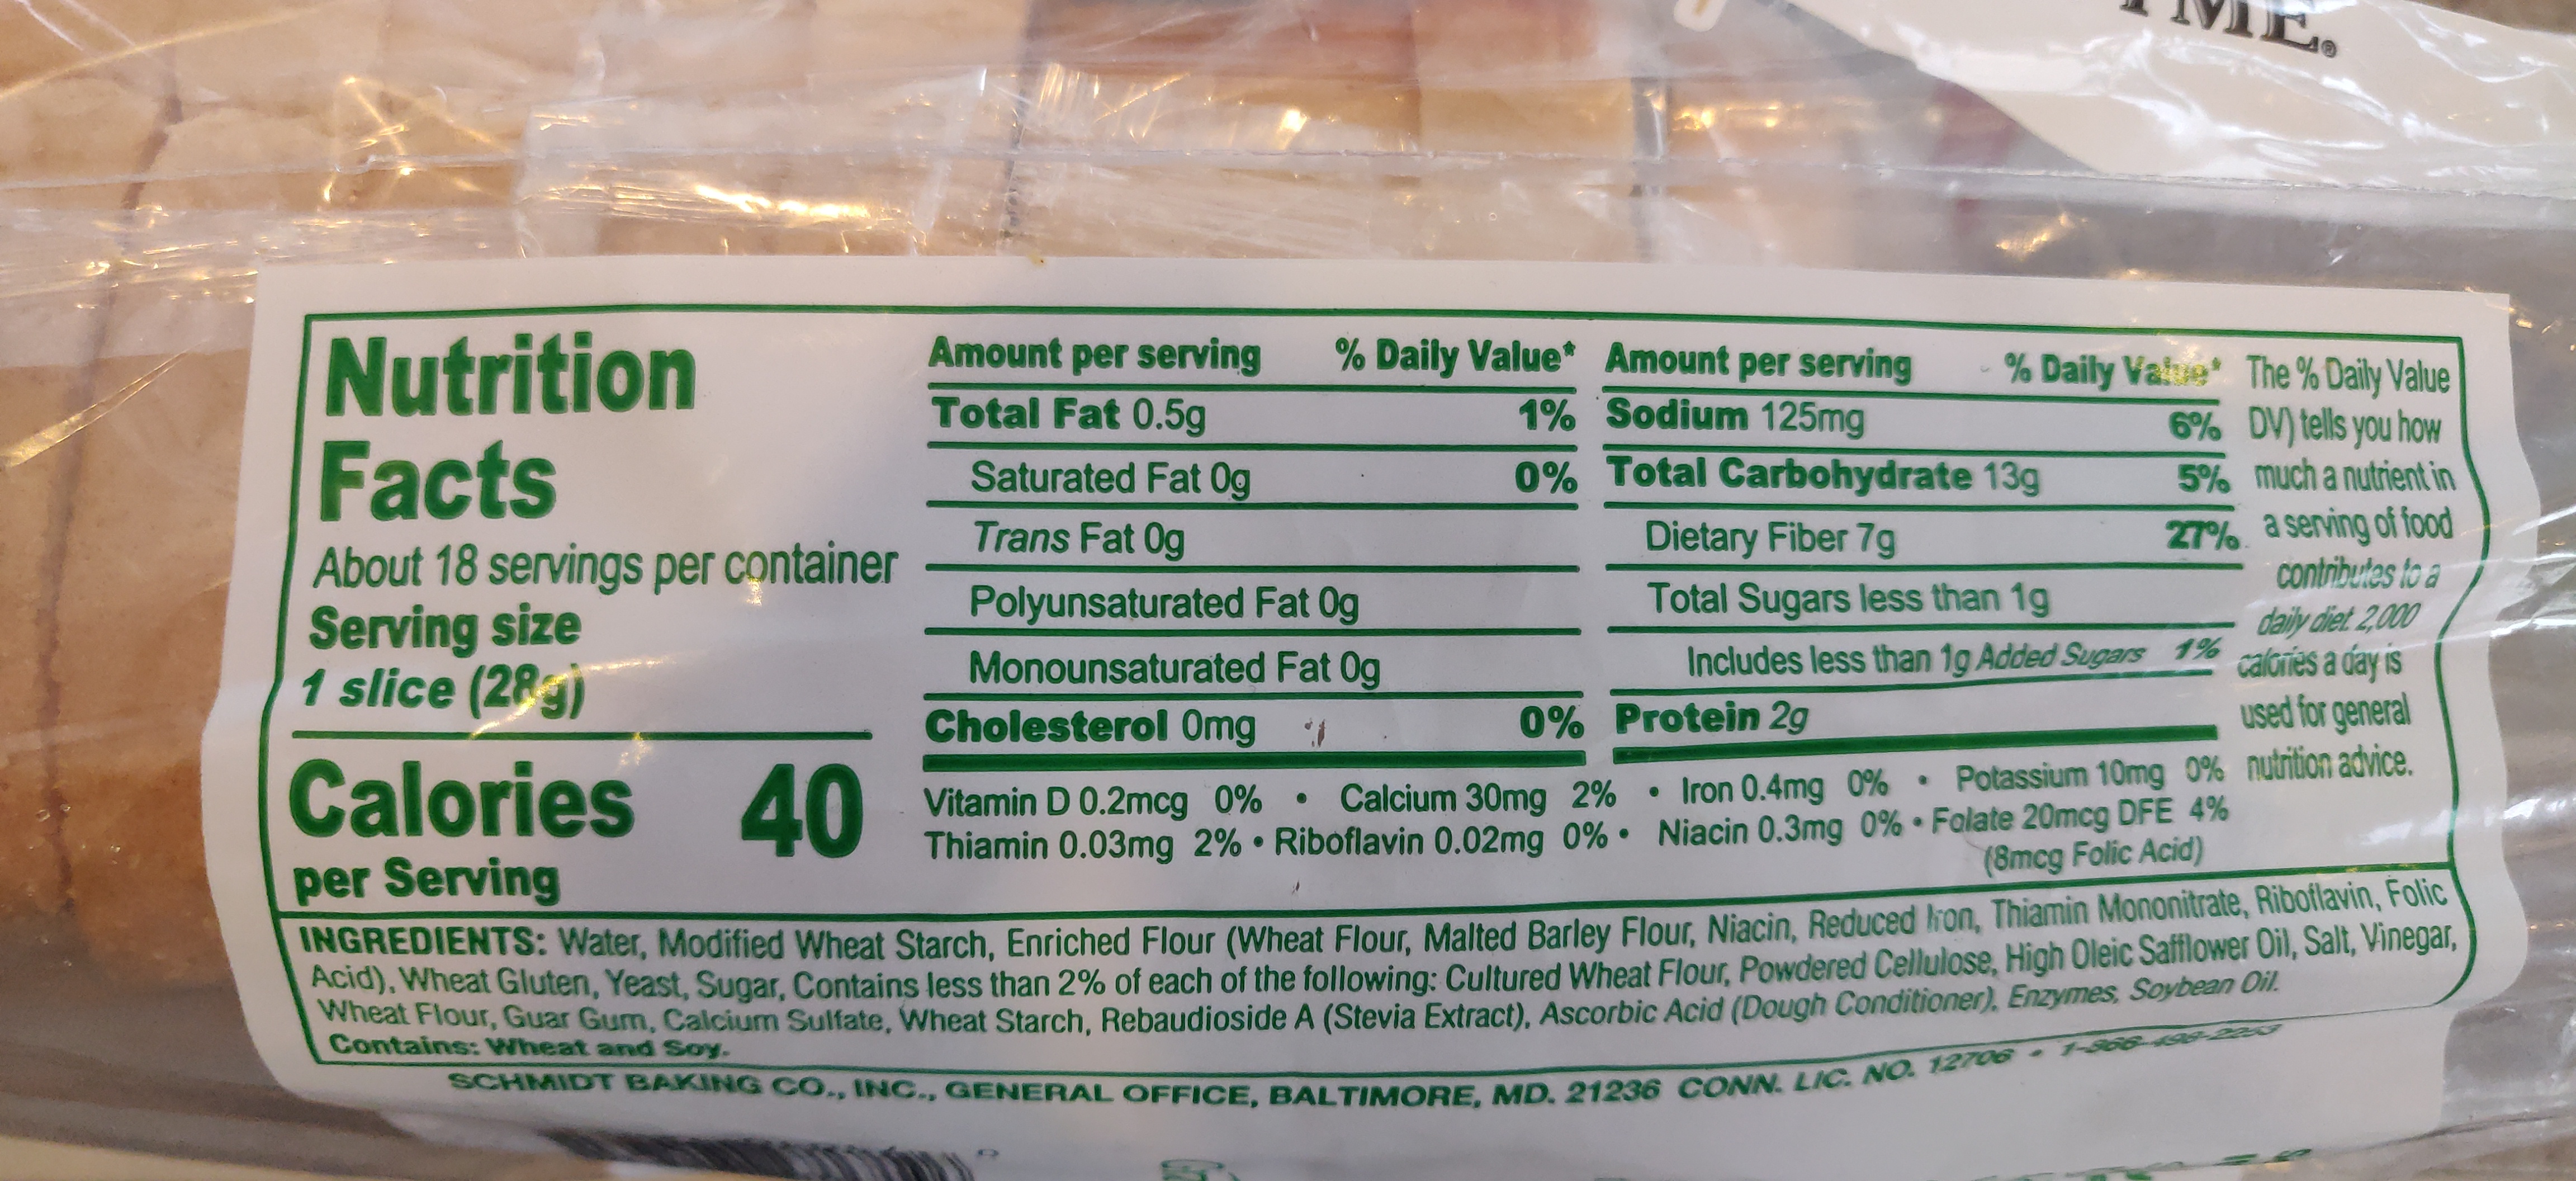 ME®
Nutrition
Facts
About 18 servings per container
Serving size
1 slice (28g)
Calories 40
per Serving
Amount per serving % Daily Value*
Total Fat 0.5g 1%
Saturated Fat 0g 0%
Trans Fat 0g
Polyunsaturated Fat 0g
Monounsaturated Fat 0g
Cholesterol 0mg 0%
Amount per serving % Daily Value*
Sodium 125mg 6%
Total Carbohydrate 13g 5%
Dietary Fiber 7g 27%
Total Sugars less than 1g
Includes less than 1g Added Sugars 1%
Protein 2g
Vitamin D 0.2mcg 0% • Calcium 30mg 2% • Iron 0.4mg 0% • Potassium 10mg 0%
Thiamin 0.03mg 2% • Riboflavin 0.02mg 0% • Niacin 0.3mg 0% • Folate 20mcg DFE 4%
(8mcg Folic Acid)
The % Daily Value
DV) tells you how
much a nutrient in
a serving of food
contributes to a
daily diet. 2,000
calories a day is
used for general
nutrition advice.
INGREDIENTS: Water, Modified Wheat Starch, Enriched Flour (Wheat Flour, Malted Barley Flour, Niacin, Reduced Iron, Thiamin Mononitrate, Riboflavin, Folic
Acid), Wheat Gluten, Yeast, Sugar, Contains less than 2% of each of the following: Cultured Wheat Flour, Powdered Cellulose, High Oleic Safflower Oil, Salt, Vinegar,
Wheat Flour, Guar Gum, Calcium Sulfate, Wheat Starch, Rebaudioside A (Stevia Extract), Ascorbic Acid (Dough Conditioner), Enzymes, Soybean Oil.
Contains: Wheat and Soy.
SCHMIDT BAKING CO., INC., GENERAL OFFICE, BALTIMORE, MD. 21236 CONN. LIC. NO. 12706 • 1-866-498-2253